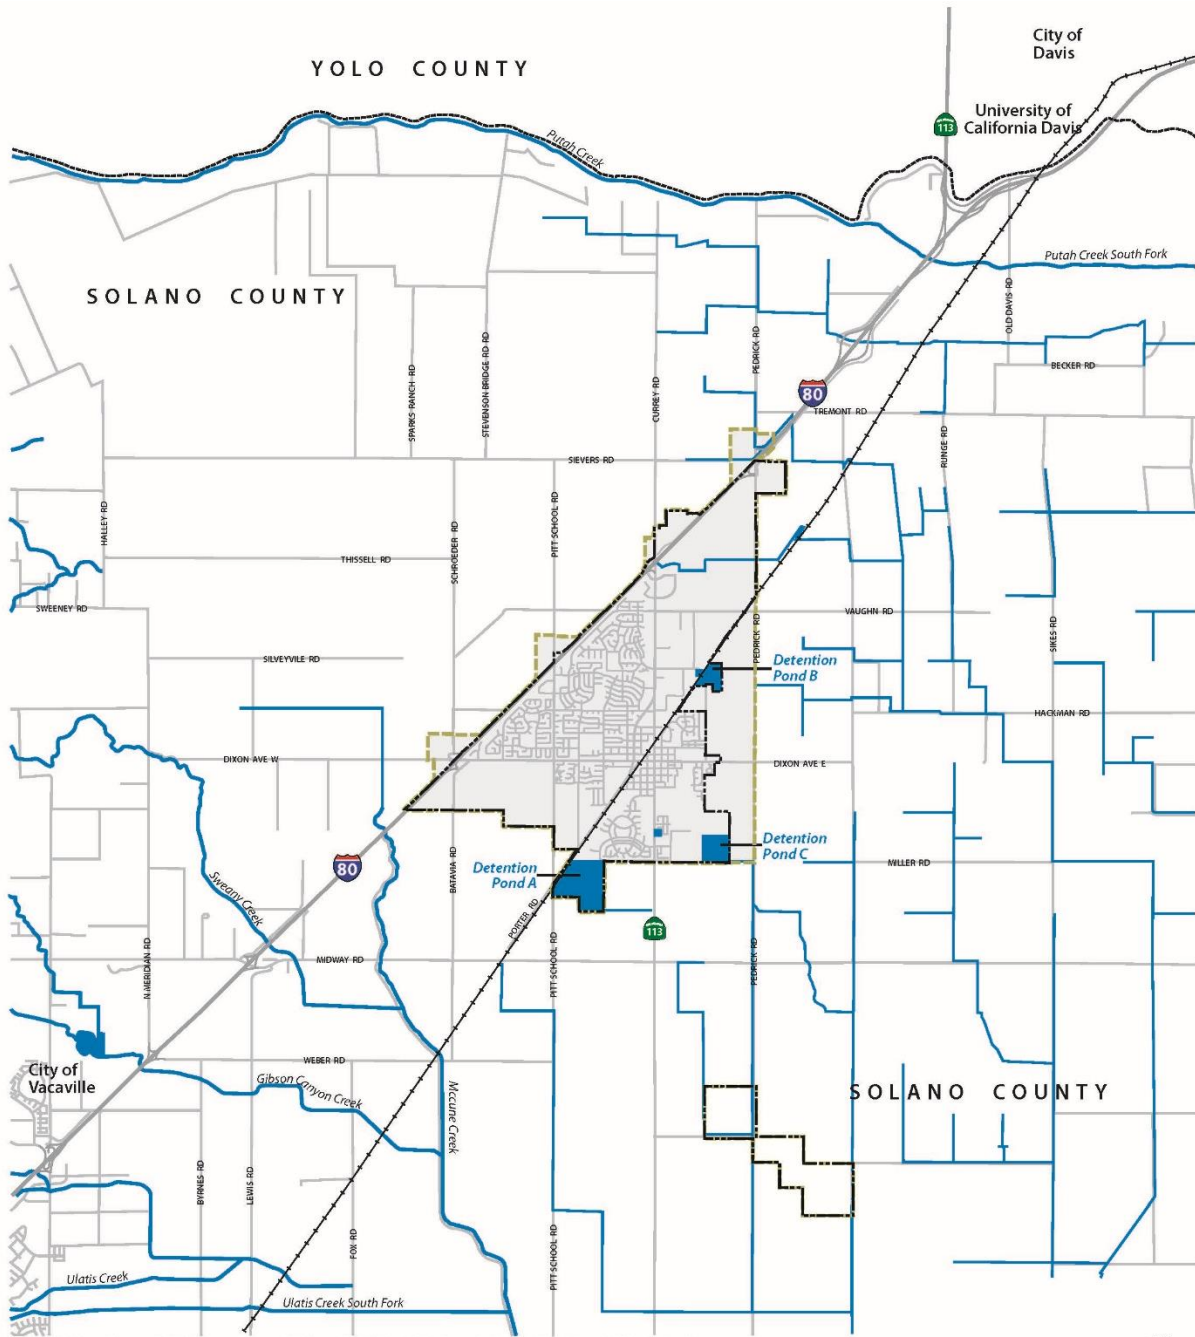 City of
Davis
YOLO COUNTY
113
University of
California Davis
Putah Creek
Putah Creek South Fork
SOLANO COUNTY
OLD DAVIS RD
PEDRICK RD
BECKER RD
SPARKS RANCH RD
STEVENSON BRIDGE RD RD
CURREY RD
80
TREMONT RD
RUNGE RD
SIEVERS RD
HALLEY RD
PITT SCHOOL RD
SCHROEDER RD
THISSELL RD
SWEENEY RD
VAUGHN RD
SIKES RD
PEDRICK RD
SILVEYVILE RD
Detention
Pond B
HACKMAN RD
DIXON AVE W
DIXON AVE E
Detention
Pond C
MILLER RD
80
BATAVIA RD
Detention
Pond A
Sweany Creek
PORTER RD
113
N MERIDIAN RD
MIDWAY RD
PITT SCHOOL RD
PEDRICK RD
WEBER RD
City of
Vacaville
Gibson Canyon Creek
Mccune Creek
SOLANO COUNTY
BYRNES RD
LEWIS RD
FOX RD
PITT SCHOOL RD
Ulatis Creek
Ulatis Creek South Fork